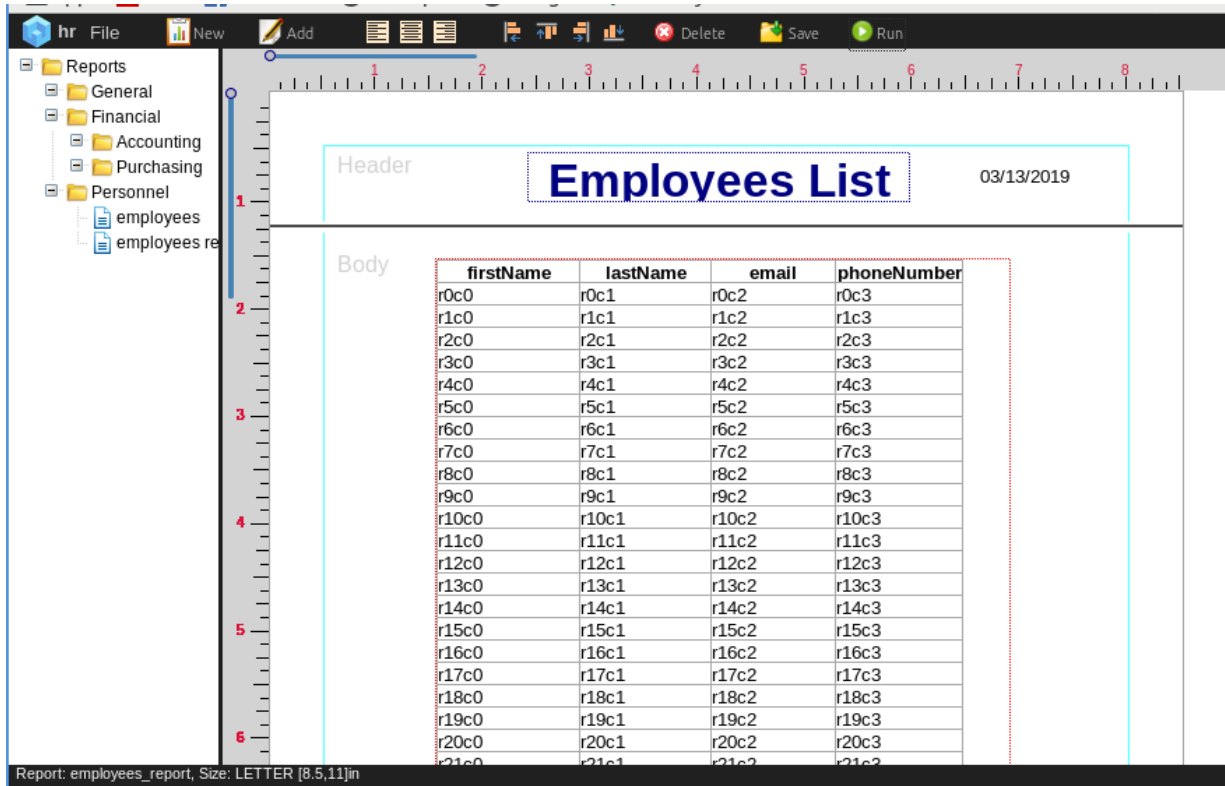 hr File New Add Delete Save Run
Reports
General
Financial
Accounting
Purchasing
Personnel
employees
employees re
1 2 3 4 5 6 7 8
1
2
3
4
5
6
Header
Employees List
03/13/2019
Body
firstName lastName email phoneNumber
r0c0 r0c1 r0c2 r0c3
r1c0 r1c1 r1c2 r1c3
r2c0 r2c1 r2c2 r2c3
r3c0 r3c1 r3c2 r3c3
r4c0 r4c1 r4c2 r4c3
r5c0 r5c1 r5c2 r5c3
r6c0 r6c1 r6c2 r6c3
r7c0 r7c1 r7c2 r7c3
r8c0 r8c1 r8c2 r8c3
r9c0 r9c1 r9c2 r9c3
r10c0 r10c1 r10c2 r10c3
r11c0 r11c1 r11c2 r11c3
r12c0 r12c1 r12c2 r12c3
r13c0 r13c1 r13c2 r13c3
r14c0 r14c1 r14c2 r14c3
r15c0 r15c1 r15c2 r15c3
r16c0 r16c1 r16c2 r16c3
r17c0 r17c1 r17c2 r17c3
r18c0 r18c1 r18c2 r18c3
r19c0 r19c1 r19c2 r19c3
r20c0 r20c1 r20c2 r20c3
r21c0 r21c1 r21c2 r21c3
Report: employees_report, Size: LETTER [8.5,11]in